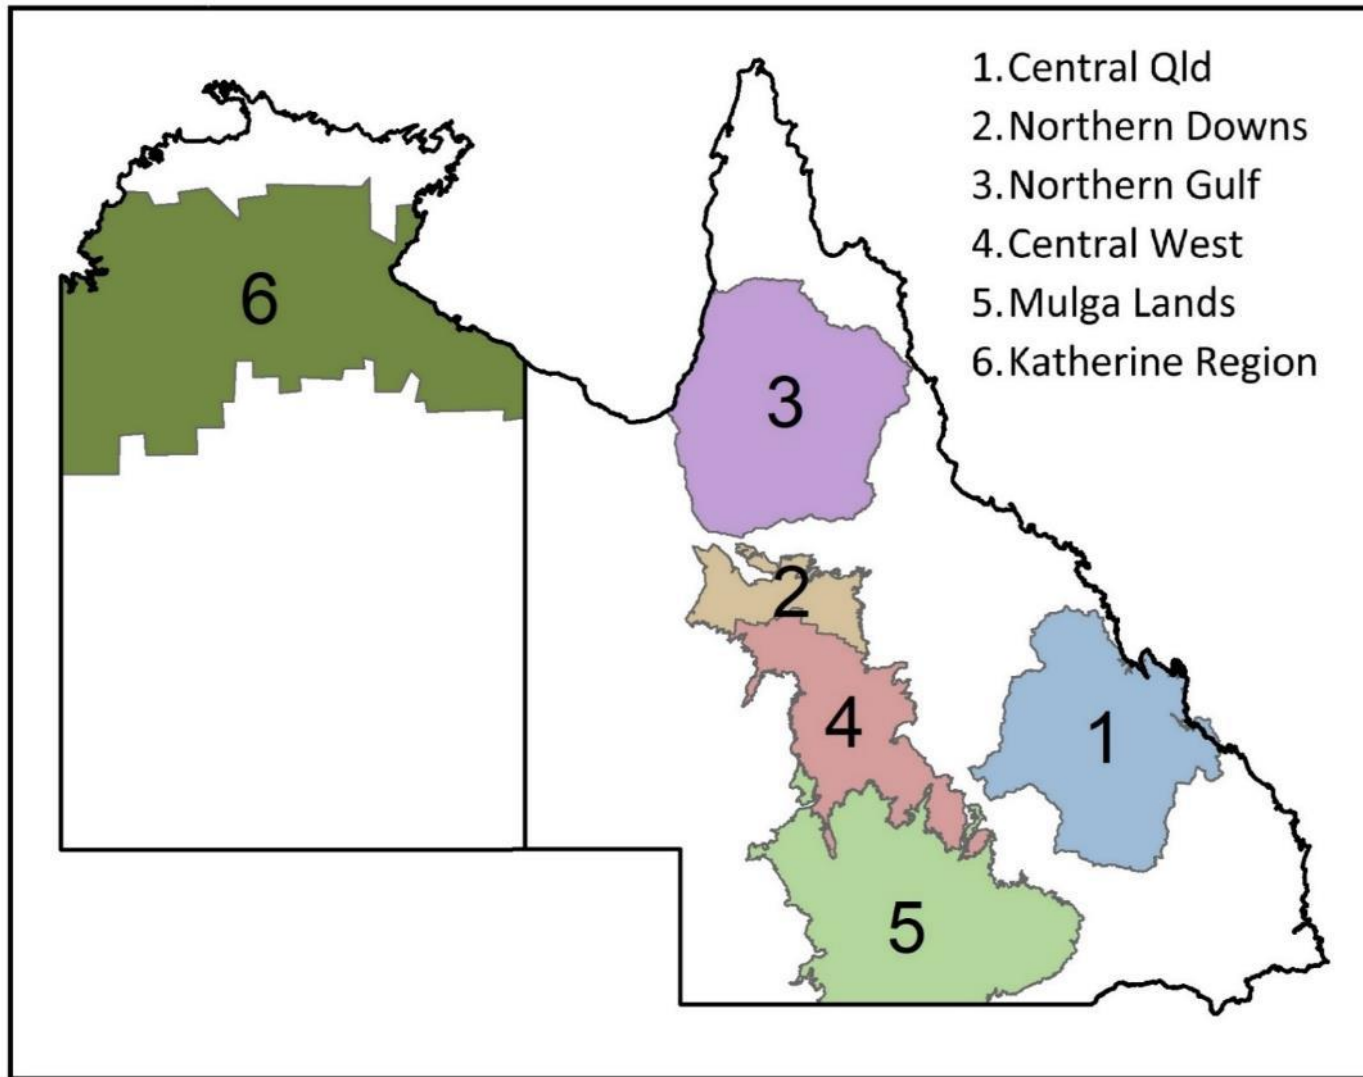 1.Central Qld
2.Northern Downs
3.Northern Gulf
4.Central West
5.Mulga Lands
6.Katherine Region
6
3
2
4
1
5